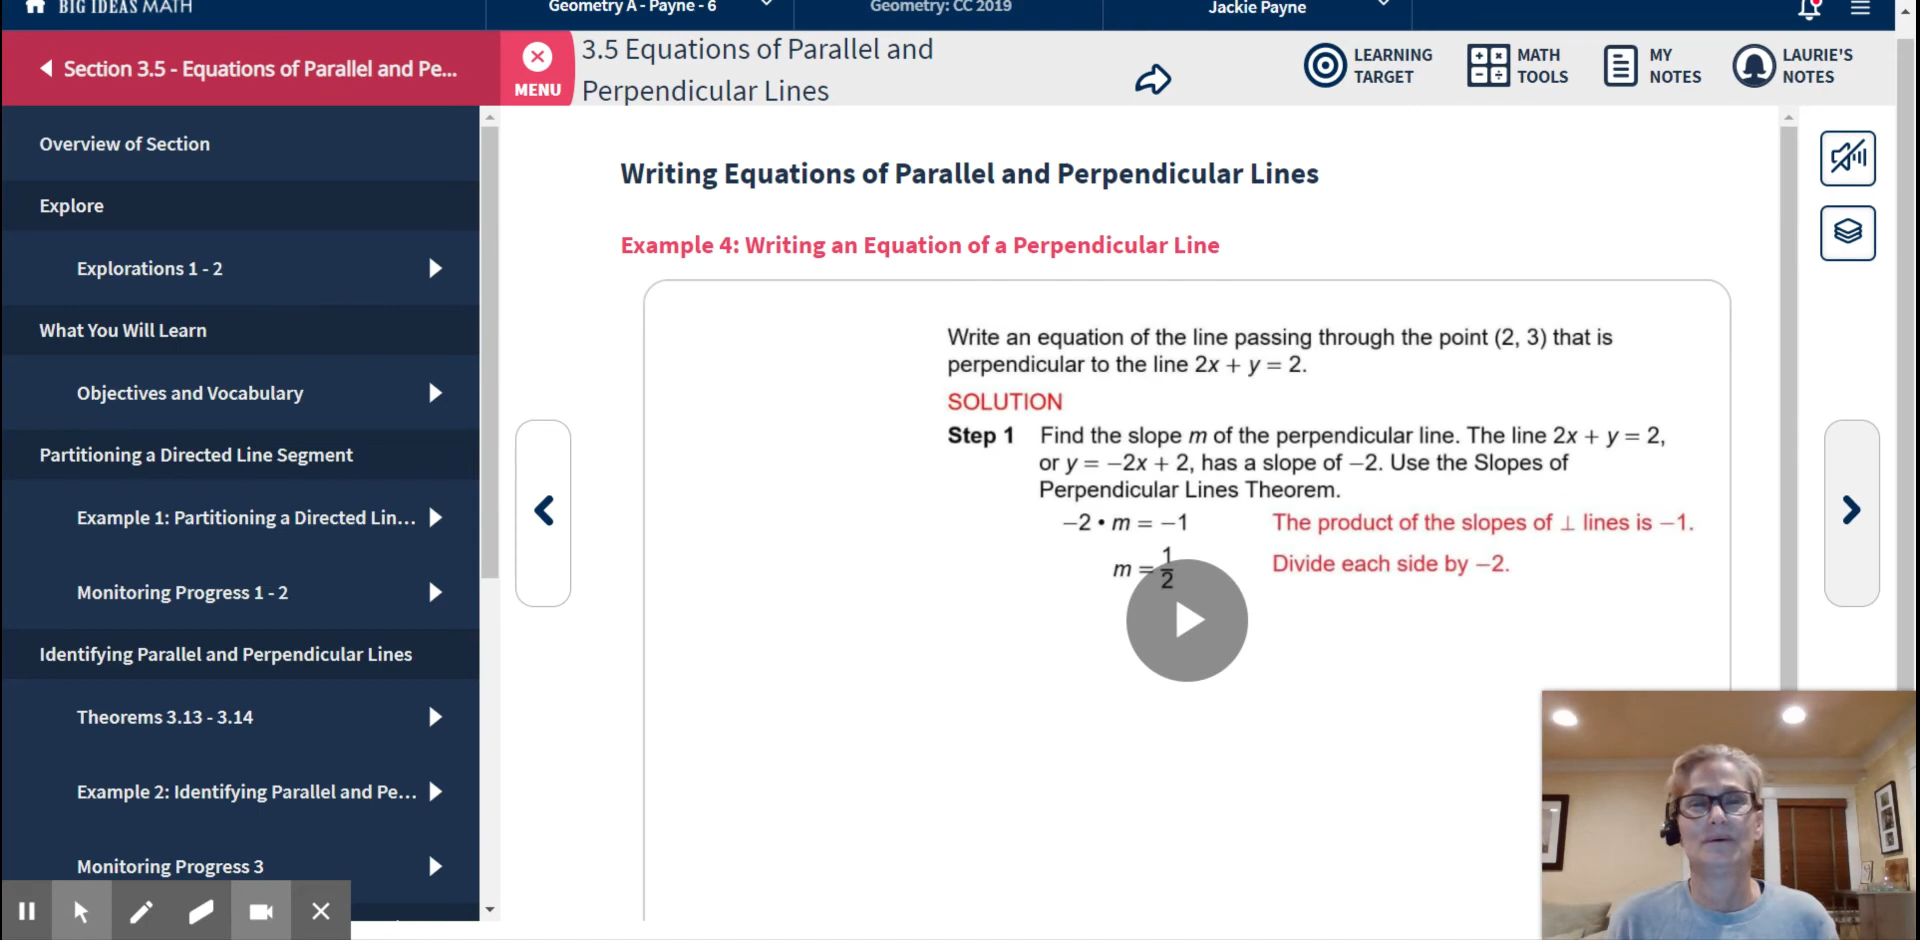 BIG IDEAS MATH
Geometry A - Payne - 6
Geometry: CC 2019
Jackie Payne
Section 3.5 - Equations of Parallel and Pe...
MENU
3.5 Equations of Parallel and
Perpendicular Lines
LEARNING
TARGET
MATH
TOOLS
MY
NOTES
LAURIE'S
NOTES
Overview of Section
Explore
Explorations 1 - 2
What You Will Learn
Objectives and Vocabulary
Partitioning a Directed Line Segment
Example 1: Partitioning a Directed Lin...
Monitoring Progress 1 - 2
Identifying Parallel and Perpendicular Lines
Theorems 3.13 - 3.14
Example 2: Identifying Parallel and Pe...
Monitoring Progress 3
Writing Equations of Parallel and Perpendicular Lines
Example 4: Writing an Equation of a Perpendicular Line
Write an equation of the line passing through the point (2, 3) that is
perpendicular to the line 2x + y = 2.
SOLUTION
Step 1 Find the slope m of the perpendicular line. The line 2x + y = 2,
or y = −2x + 2, has a slope of −2. Use the Slopes of
Perpendicular Lines Theorem.
−2 • m = −1 The product of the slopes of ⊥ lines is −1.
m = 1/2 Divide each side by −2.